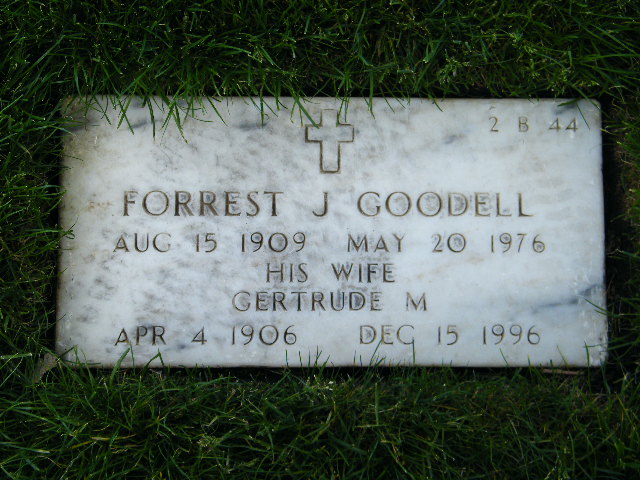 2 B 44
FORREST J GOODELL
AUG 15 1909 MAY 20 1976
HIS WIFE
GERTRUDE M
APR 4 1906 DEC 15 1996